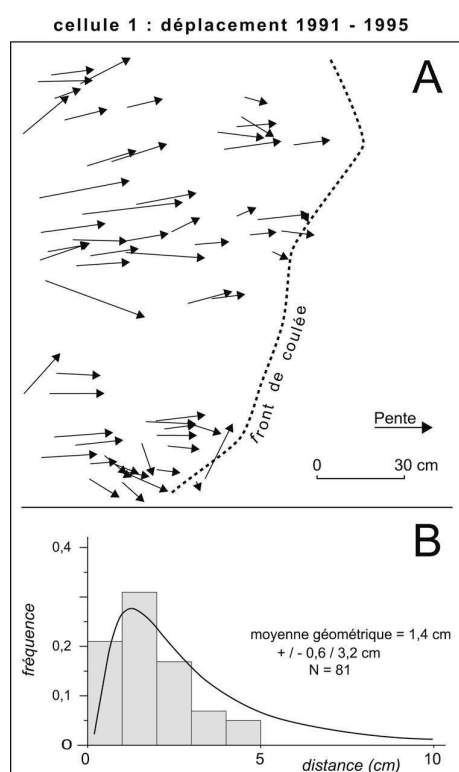 cellule 1 : déplacement 1991 - 1995
A
front de coulée
Pente
0 30 cm
B
0,4
0,2
0,1
O
fréquence
moyenne géométrique = 1,4 cm
+ / - 0,6 / 3,2 cm
N = 81
0 5 10
distance (cm)